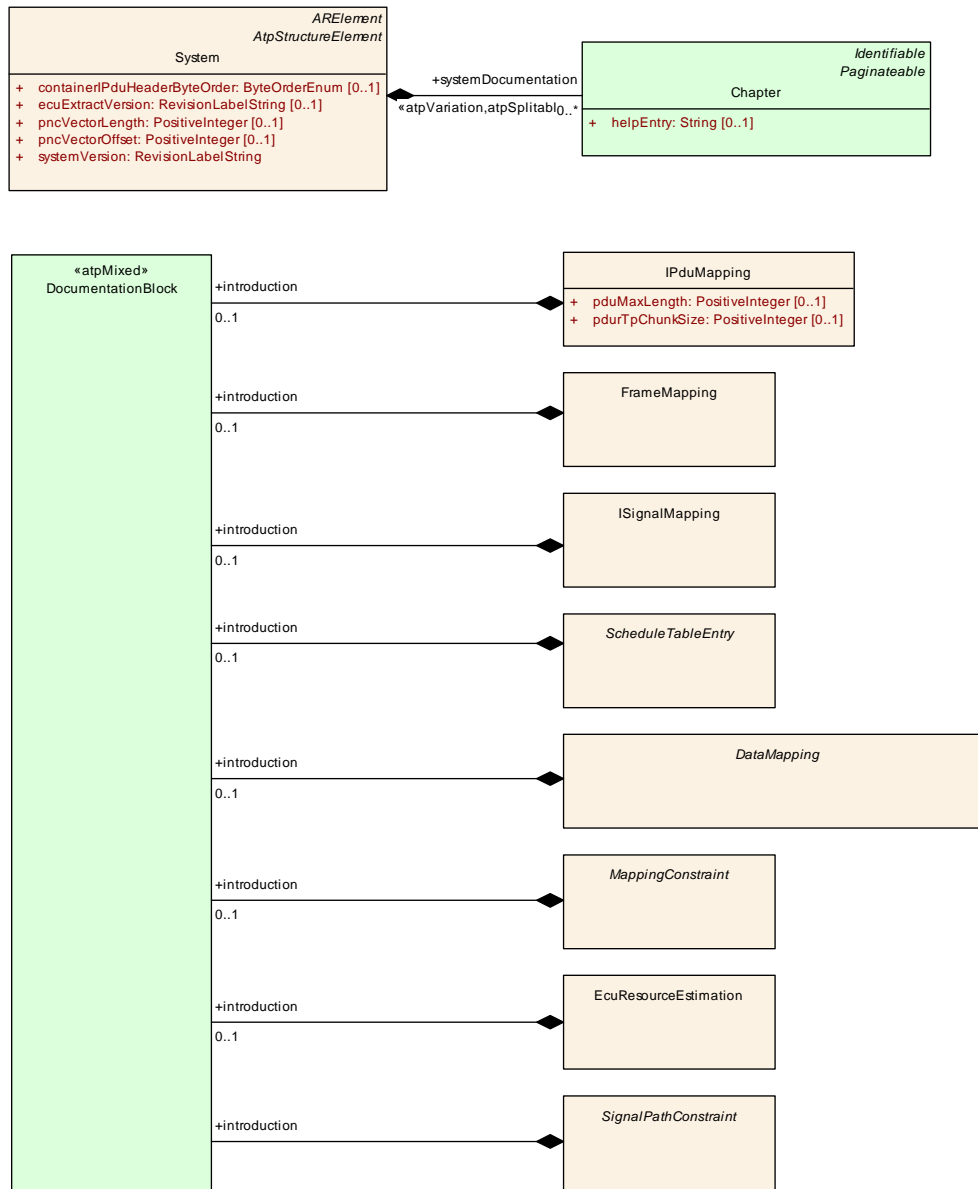 ARElement
AtpStructureElement
System
+ containerIPduHeaderByteOrder: ByteOrderEnum [0..1]
+ ecuExtractVersion: RevisionLabelString [0..1]
+ pncVectorLength: PositiveInteger [0..1]
+ pncVectorOffset: PositiveInteger [0..1]
+ systemVersion: RevisionLabelString
+systemDocumentation
«atpVariation,atpSplitabl
0..*
Identifiable
Paginateable
Chapter
+ helpEntry: String [0..1]
«atpMixed»
DocumentationBlock
+introduction
0..1
IPduMapping
+ pduMaxLength: PositiveInteger [0..1]
+ pdurTpChunkSize: PositiveInteger [0..1]
+introduction
0..1
FrameMapping
+introduction
0..1
ISignalMapping
+introduction
0..1
ScheduleTableEntry
+introduction
0..1
DataMapping
+introduction
0..1
MappingConstraint
+introduction
0..1
EcuResourceEstimation
+introduction
SignalPathConstraint